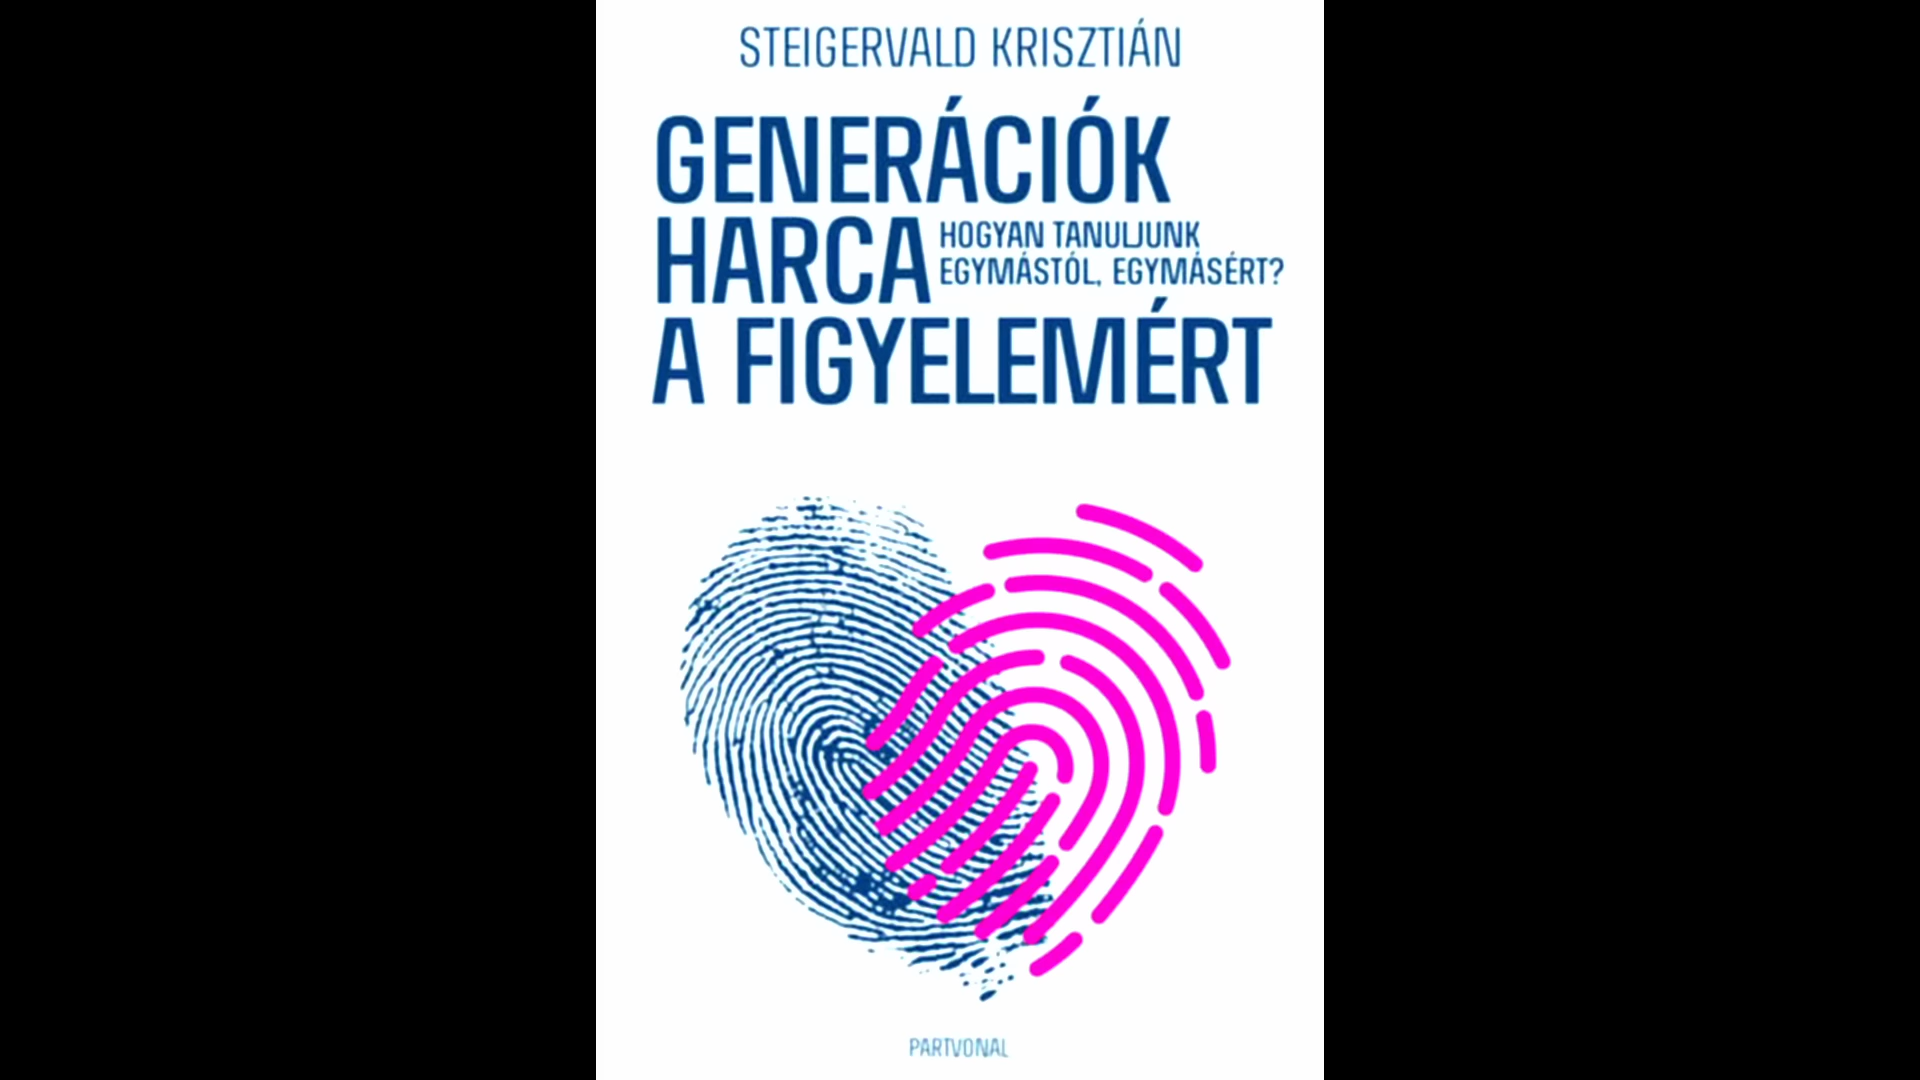 STEIGERVALD KRISZTIÁN
GENERÁCIÓK
HARCA
HOGYAN TANULJUNK
EGYMÁSTÓL, EGYMÁSÉRT?
A FIGYELEMÉRT
PARTVONAL